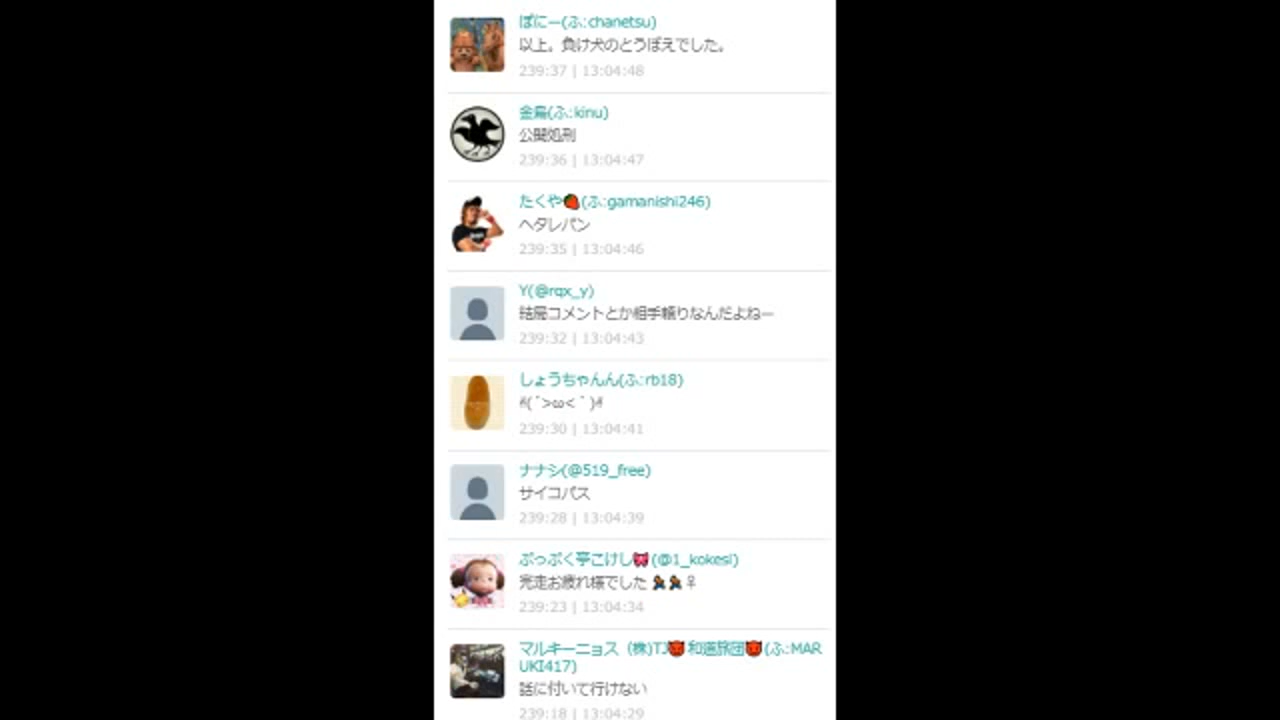 ぱにー(ふ:chanetsu)
以上。負け犬のとうぼえでした。
239:37 | 13:04:48
金烏(ふ:kinu)
公開処刑
239:36 | 13:04:47
たくや🍓(ふ:gamanishi246)
ヘタレパン
239:35 | 13:04:46
Y(@rqx_y)
結局コメントとか相手頼りなんだよねー
239:32 | 13:04:43
しょうちゃんん(ふ:rb18)
✌(´>ω<｀)✌
239:30 | 13:04:41
ナナシ(@519_free)
サイコパス
239:28 | 13:04:39
ぷっぷく亭こけし🎀(@1_kokesi)
完走お疲れ様でした🏃🏃♀
239:23 | 13:04:34
マルキーニョス（株)TJ👹和道旅団👹(ふ:MAR
UKI417)
話に付いて行けない
239:18 | 13:04:29